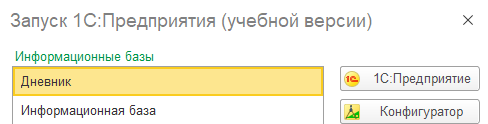 Запуск 1С:Предприятия (учебной версии)
Информационные базы
Дневник
1С:Предприятие
Информационная база
Конфигуратор